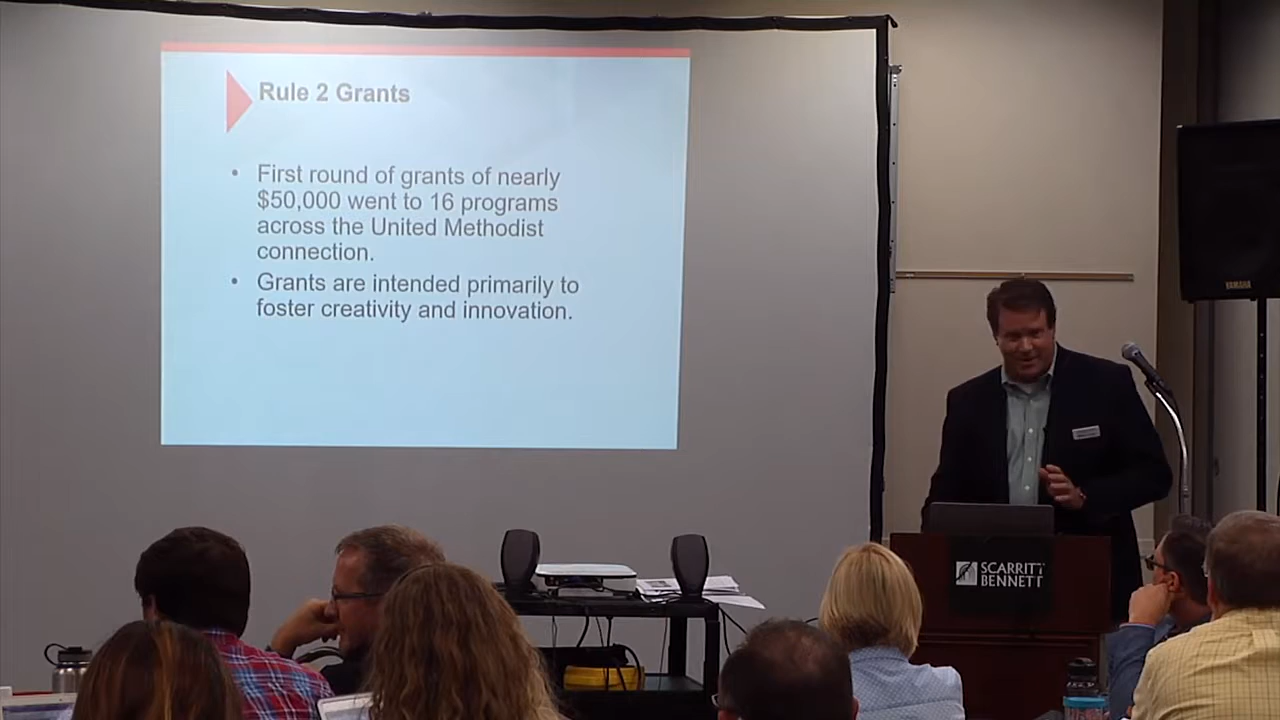 Rule 2 Grants
• First round of grants of nearly
$50,000 went to 16 programs
across the United Methodist
connection.
• Grants are intended primarily to
foster creativity and innovation.
YAMAHA
SCARRITT
BENNETT